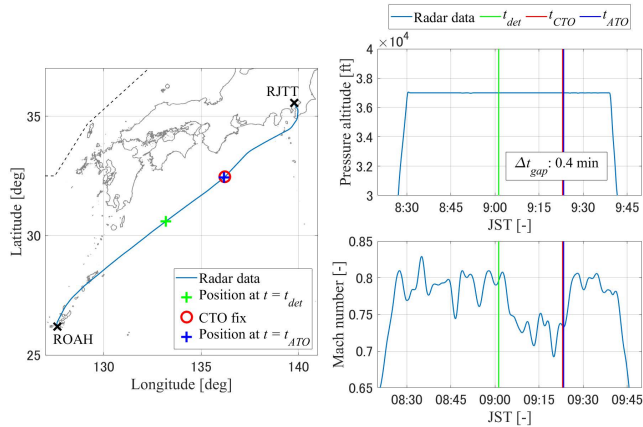 Radar data t_det t_CTO t_ATO
RJTT
ROAH
35
30
25
130 135 140
Latitude [deg]
Longitude [deg]
Radar data
Position at t = t_det
CTO fix
Position at t = t_ATO
×10⁴
4
3.8
3.6
3.4
3.2
3
Pressure altitude [ft]
Δt_gap: 0.4 min
8:30 8:45 9:00 9:15 9:30 9:45
JST [-]
0.85
0.8
0.75
0.7
0.65
Mach number [-]
08:30 08:45 09:00 09:15 09:30 09:45
JST [-]